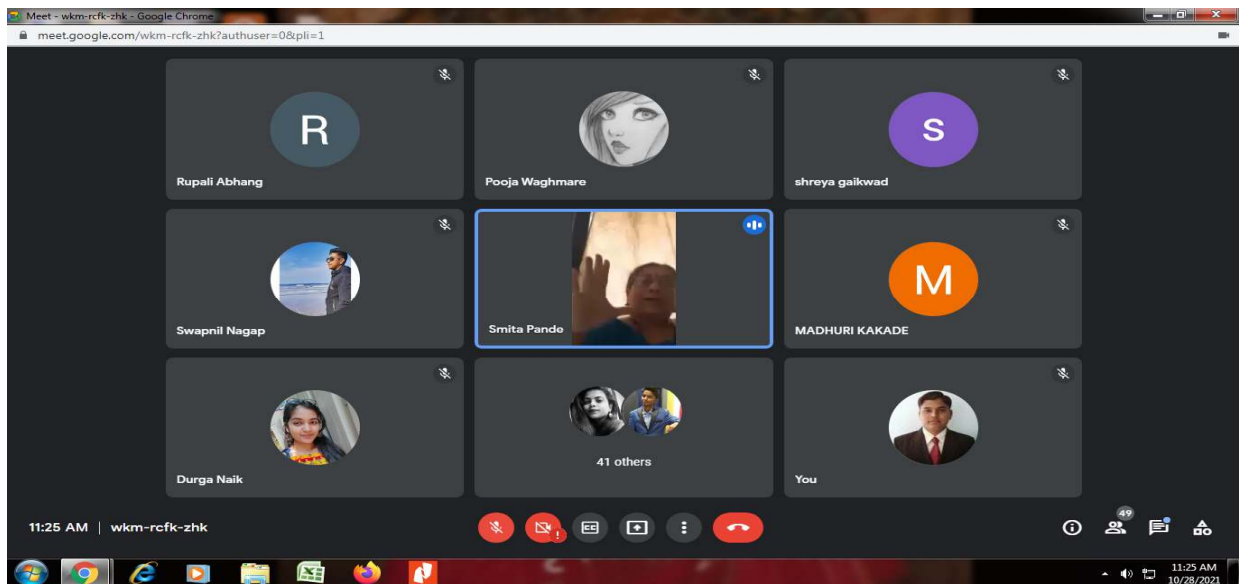 Meet - wkm-rcfk-zhk - Google Chrome
meet.google.com/wkm-rcfk-zhk?authuser=0&pli=1
R
S
Rupali Abhang
Pooja Waghmare
shreya gaikwad
M
Swapnil Nagap
Smita Pande
MADHURI KAKADE
41 others
Durga Naik
You
11:25 AM | wkm-rcfk-zhk
CC
49
11:25 AM
10/28/2021